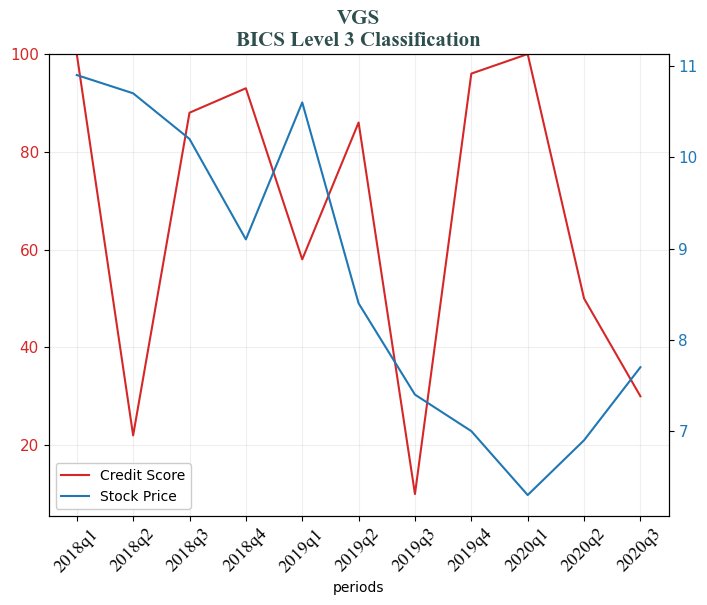 VGS
BICS Level 3 Classification
100
80
60
40
20
11
10
9
8
7
Credit Score
Stock Price
2018q1
2018q2
2018q3
2018q4
2019q1
2019q2
2019q3
2019q4
2020q1
2020q2
2020q3
periods